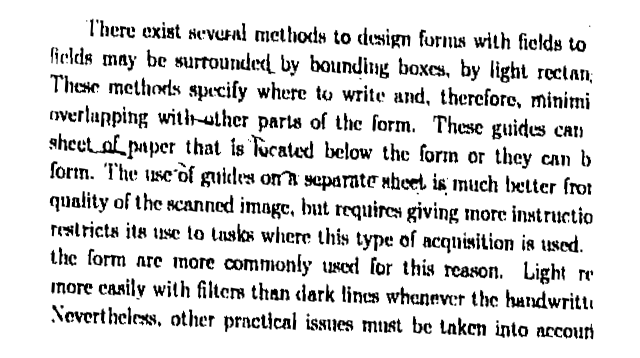 There exist several methods to design forms with fields to
fields may be surrounded by bounding boxes, by light rectan
These methods specify where to write and, therefore, minimi
overlapping with other parts of the form. These guides can
sheet of paper that is located below the form or they can b
form. The use of guides on a separate sheet is much better fro
quality of the scanned image, but requires giving more instructio
restricts its use to tasks where this type of acquisition is used.
the form are more commonly used for this reason. Light re
more easily with filters than dark lines whenever the handwritt
Nevertheless, other practical issues must be taken into accoun